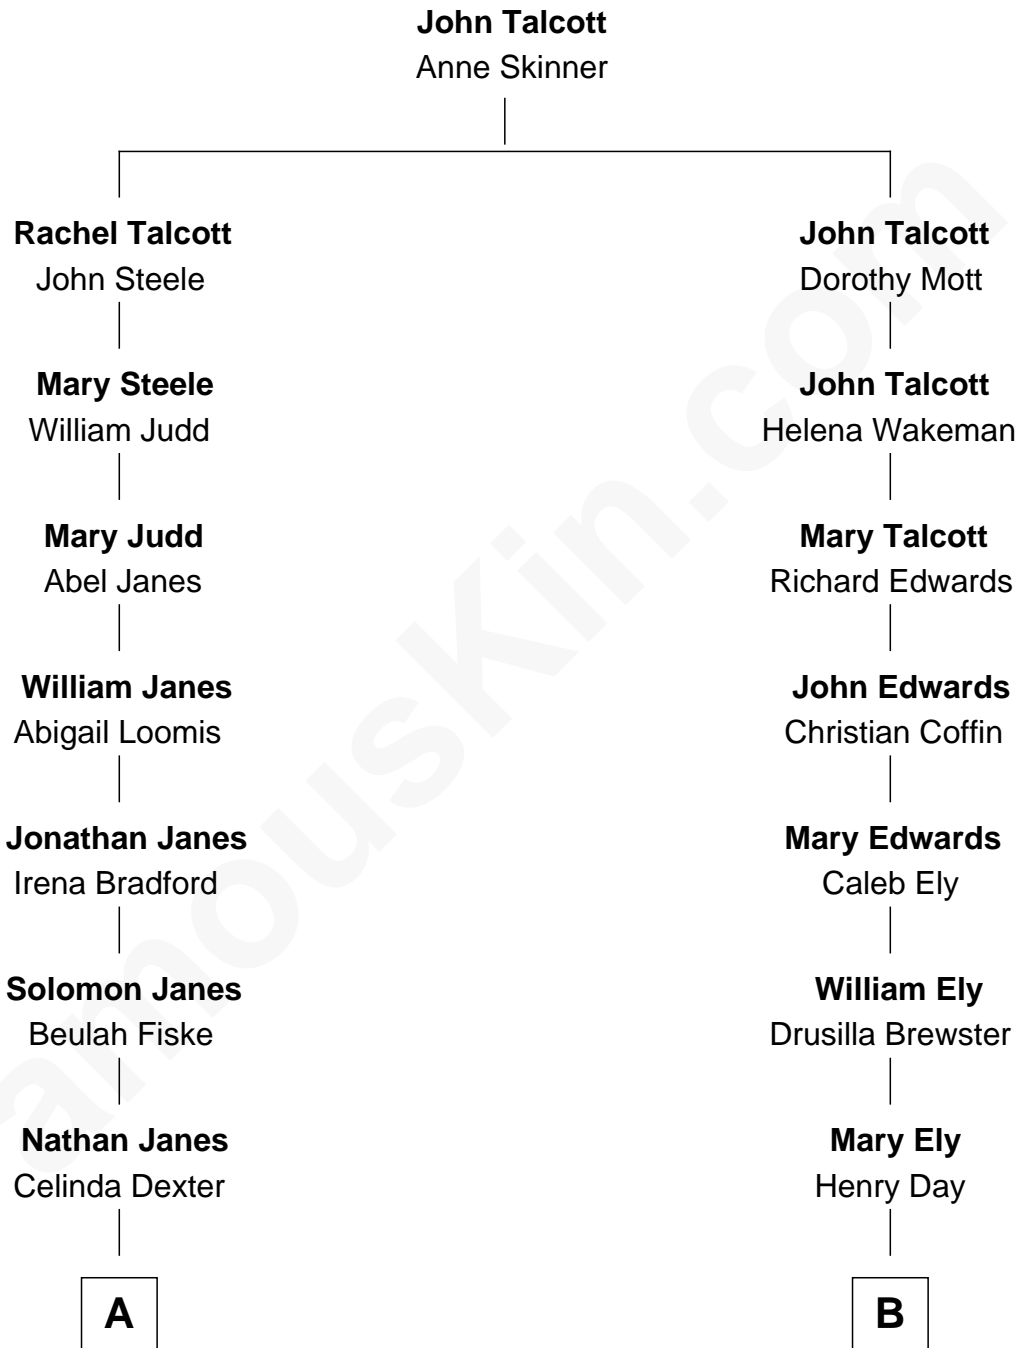 John Talcott
Anne Skinner
Rachel Talcott
John Steele
John Talcott
Dorothy Mott
Mary Steele
William Judd
John Talcott
Helena Wakeman
Mary Judd
Abel Janes
Mary Talcott
Richard Edwards
William Janes
Abigail Loomis
John Edwards
Christian Coffin
Jonathan Janes
Irena Bradford
Mary Edwards
Caleb Ely
Solomon Janes
Beulah Fiske
William Ely
Drusilla Brewster
Nathan Janes
Celinda Dexter
Mary Ely
Henry Day
A
B
amouskin.com